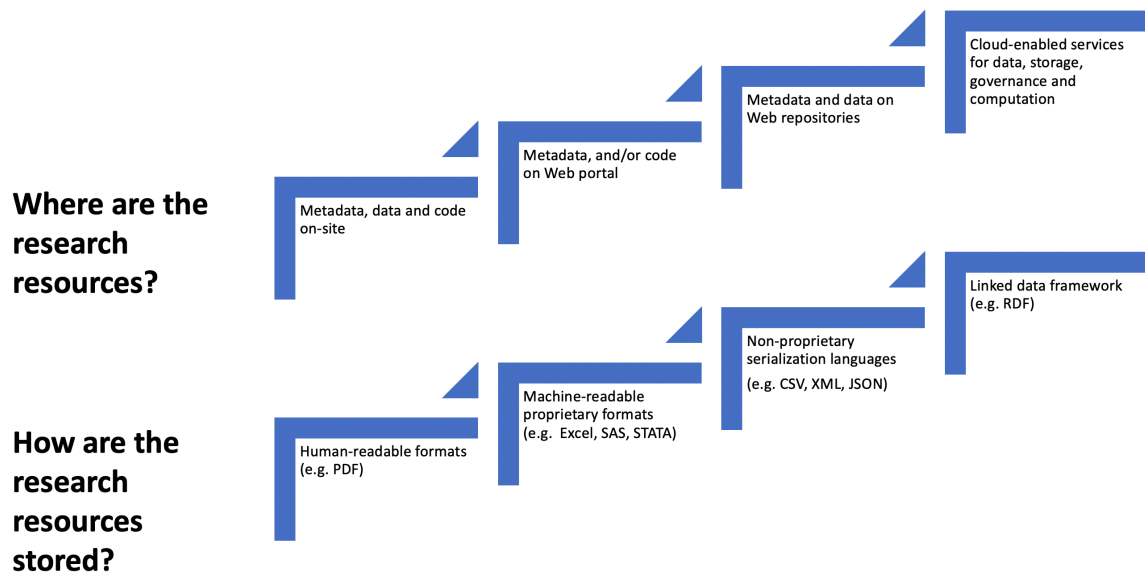 Where are the
research
resources?
Metadata, data and code
on-site
Metadata, and/or code
on Web portal
Metadata and data on
Web repositories
Cloud-enabled services
for data, storage,
governance and
computation
How are the
research
resources
stored?
Human-readable formats
(e.g. PDF)
Machine-readable
proprietary formats
(e.g.  Excel, SAS, STATA)
Non-proprietary
serialization languages
(e.g. CSV, XML, JSON)
Linked data framework
(e.g. RDF)